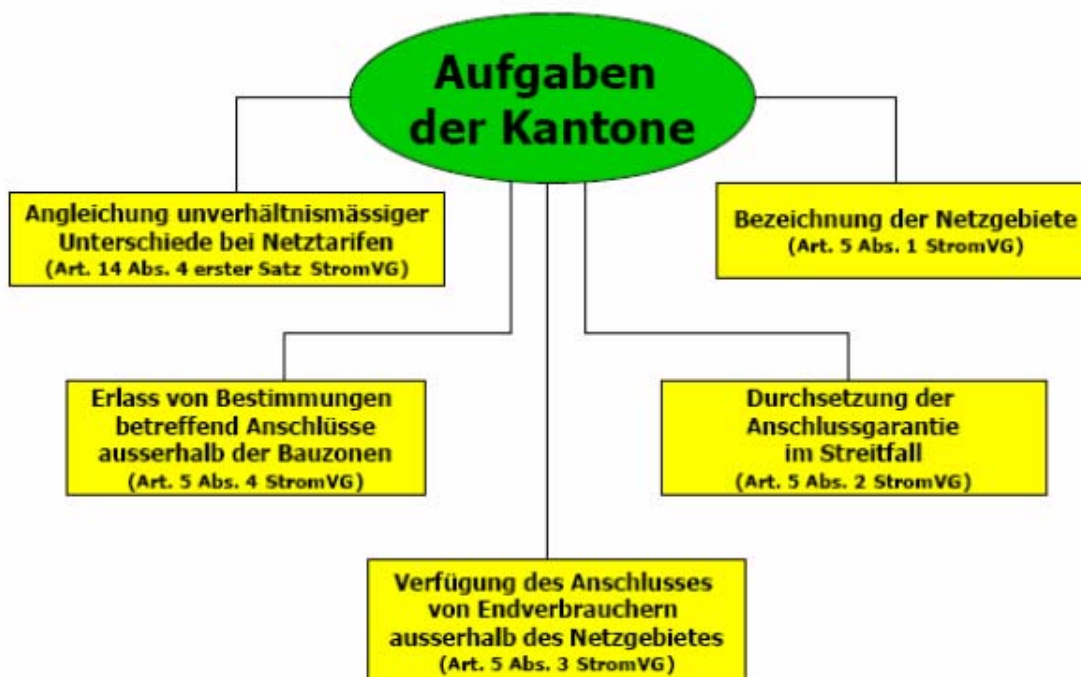 Aufgaben
der Kantone
Angleichung unverhältnismässiger
Unterschiede bei Netztarifen
(Art. 14 Abs. 4 erster Satz StromVG)
Bezeichnung der Netzgebiete
(Art. 5 Abs. 1 StromVG)
Erlass von Bestimmungen
betreffend Anschlüsse
ausserhalb der Bauzonen
(Art. 5 Abs. 4 StromVG)
Durchsetzung der
Anschlussgarantie
im Streitfall
(Art. 5 Abs. 2 StromVG)
Verfügung des Anschlusses
von Endverbrauchern
ausserhalb des Netzgebietes
(Art. 5 Abs. 3 StromVG)